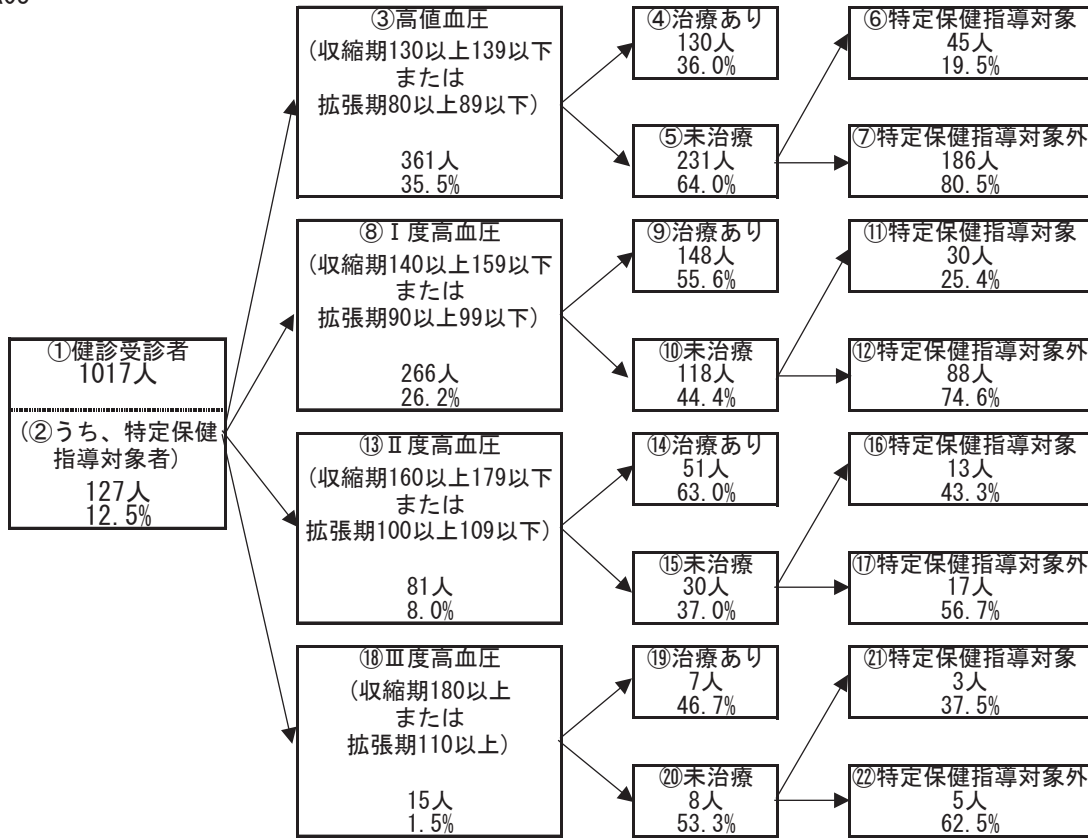 ①健診受診者
1017人
(②うち、特定保健
指導対象者)
127人
12.5%
③高値血圧
(収縮期130以上139以下
または
拡張期80以上89以下)
361人
35.5%
④治療あり
130人
36.0%
⑤未治療
231人
64.0%
⑥特定保健指導対象
45人
19.5%
⑦特定保健指導対象外
186人
80.5%
⑧Ⅰ度高血圧
(収縮期140以上159以下
または
拡張期90以上99以下)
266人
26.2%
⑨治療あり
148人
55.6%
⑩未治療
118人
44.4%
⑪特定保健指導対象
30人
25.4%
⑫特定保健指導対象外
88人
74.6%
⑬Ⅱ度高血圧
(収縮期160以上179以下
または
拡張期100以上109以下)
81人
8.0%
⑭治療あり
51人
63.0%
⑮未治療
30人
37.0%
⑯特定保健指導対象
13人
43.3%
⑰特定保健指導対象外
17人
56.7%
⑱Ⅲ度高血圧
(収縮期180以上
または
拡張期110以上)
15人
1.5%
⑲治療あり
7人
46.7%
⑳未治療
8人
53.3%
㉑特定保健指導対象
3人
37.5%
㉒特定保健指導対象外
5人
62.5%